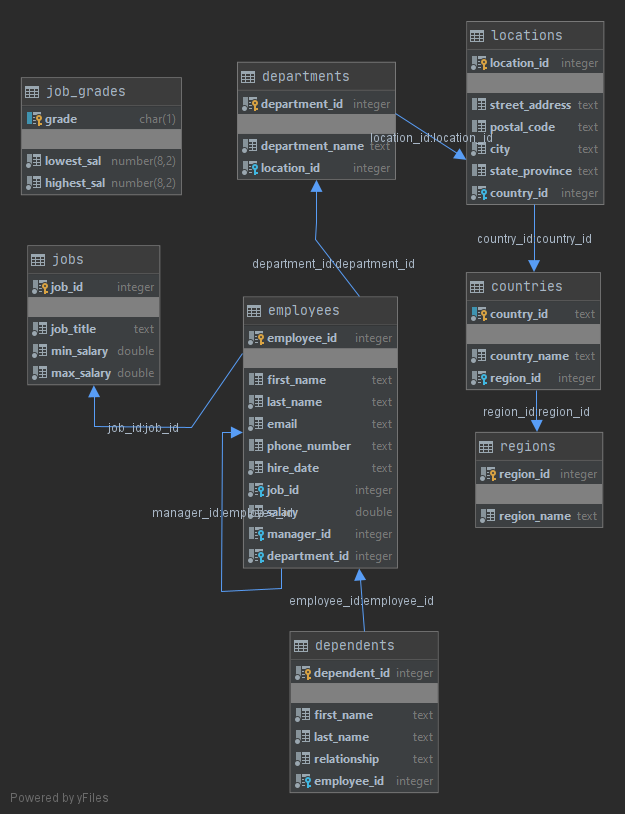 job_grades
grade char(1)
lowest_sal number(8,2)
highest_sal number(8,2)
departments
department_id integer
department_name text
location_id integer
locations
location_id integer
street_address text
postal_code text
city text
state_province text
country_id integer
location_id:location_id
country_id:country_id
department_id:department_id
jobs
job_id integer
job_title text
min_salary double
max_salary double
job_id:job_id
employees
employee_id integer
first_name text
last_name text
email text
phone_number text
hire_date text
job_id integer
salary double
manager_id integer
department_id integer
manager_id:employee_id
countries
country_id text
country_name text
region_id integer
region_id:region_id
regions
region_id integer
region_name text
employee_id:employee_id
dependents
dependent_id integer
first_name text
last_name text
relationship text
employee_id integer
Powered by yFiles